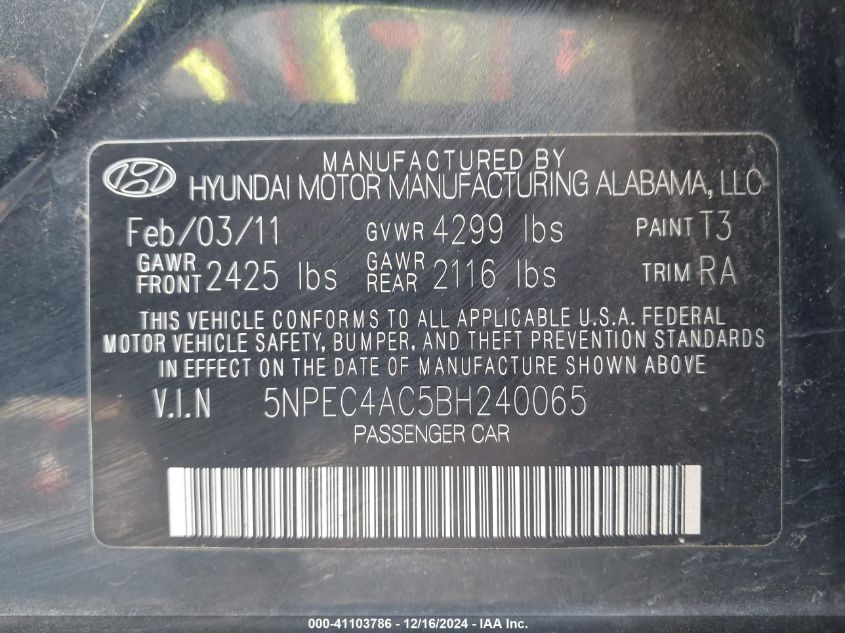 MANUFACTURED BY
HYUNDAI MOTOR MANUFACTURING ALABAMA, LLC
Feb/03/11 GVWR 4299 lbs PAINT T3
GAWR FRONT 2425 lbs GAWR REAR 2116 lbs TRIM RA
THIS VEHICLE CONFORMS TO ALL APPLICABLE U.S.A. FEDERAL
MOTOR VEHICLE SAFETY, BUMPER, AND THEFT PREVENTION STANDARDS
IN EFFECT ON THE DATE OF MANUFACTURE SHOWN ABOVE
V.I.N 5NPEC4AC5BH240065
PASSENGER CAR
000-41103786 - 12/16/2024 - IAA Inc.